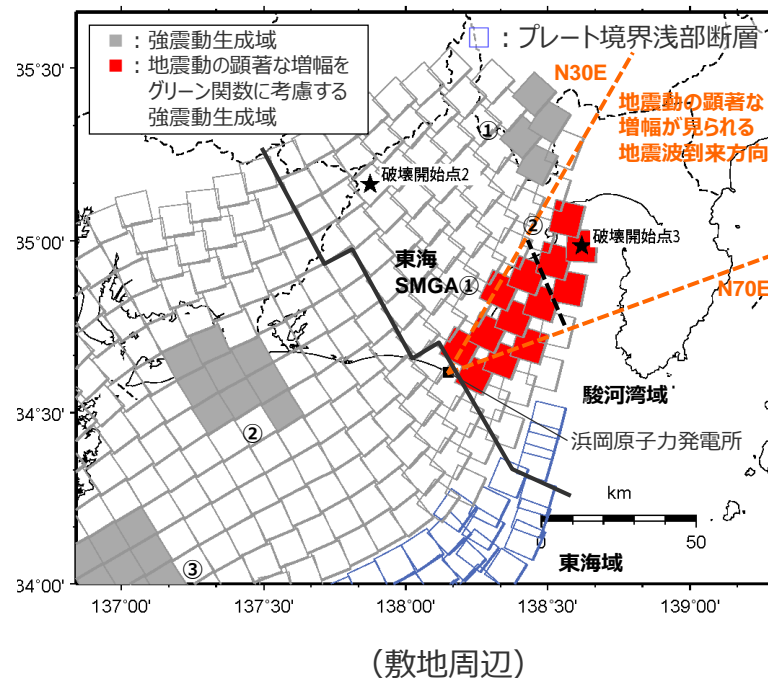 ■：強震動生成域
■：地震動の顕著な増幅を
グリーン関数に考慮する
強震動生成域
□：プレート境界浅部断層
N30E
地震動の顕著な
増幅が見られる
地震波到来方向
①
★破壊開始点2
②
★破壊開始点3
東海
SMGA①
N70E
駿河湾域
②
浜岡原子力発電所
km
0
50
③
東海域
35°30'
35°00'
34°30'
34°00'
137°00'
137°30'
138°00'
138°30'
139°00'
（敷地周辺）